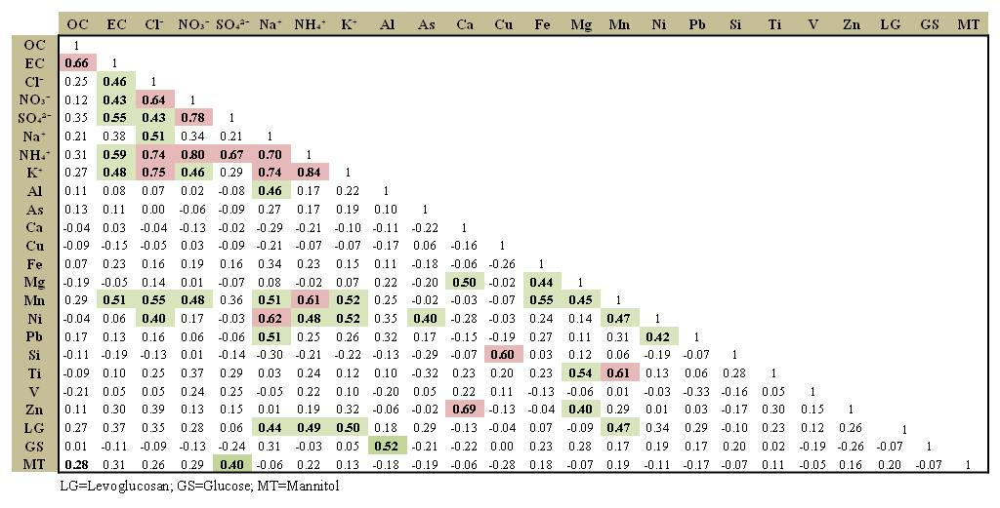 OC EC Cl⁻ NO₃⁻ SO₄²⁻ Na⁺ NH₄⁺ K⁺ Al As Ca Cu Fe Mg Mn Ni Pb Si Ti V Zn LG GS MT
OC 1
EC 0.66 1
Cl⁻ 0.25 0.46 1
NO₃⁻ 0.12 0.43 0.64 1
SO₄²⁻ 0.35 0.55 0.43 0.78 1
Na⁺ 0.21 0.38 0.51 0.34 0.21 1
NH₄⁺ 0.31 0.59 0.74 0.80 0.67 0.70 1
K⁺ 0.27 0.48 0.75 0.46 0.29 0.74 0.84 1
Al 0.11 0.08 0.07 0.02 -0.08 0.46 0.17 0.22 1
As 0.13 0.11 0.00 -0.06 -0.09 0.27 0.17 0.19 0.10 1
Ca -0.04 0.03 -0.04 -0.13 -0.02 -0.29 -0.21 -0.10 -0.11 -0.22 1
Cu -0.09 -0.15 -0.05 0.03 -0.09 -0.21 -0.07 -0.07 -0.17 0.06 -0.16 1
Fe 0.07 0.23 0.16 0.19 0.16 0.34 0.23 0.15 0.11 -0.18 -0.06 -0.26 1
Mg -0.19 -0.05 0.14 0.01 -0.07 0.08 -0.02 0.07 0.22 -0.20 0.50 -0.02 0.44 1
Mn 0.29 0.51 0.55 0.48 0.36 0.51 0.61 0.52 0.25 -0.02 -0.03 -0.03 0.55 0.45 1
Ni -0.04 0.06 0.40 0.17 -0.03 0.62 0.48 0.52 0.35 0.40 -0.28 -0.07 0.24 0.14 0.47 1
Pb 0.17 0.13 0.16 0.06 -0.06 0.51 0.25 0.26 0.32 0.17 -0.15 -0.19 0.27 0.11 0.31 0.42 1
Si -0.11 -0.19 -0.13 0.01 -0.14 -0.30 -0.21 -0.22 -0.13 -0.29 -0.07 0.60 0.03 0.12 0.06 -0.19 -0.07 1
Ti -0.09 0.10 0.25 0.37 0.29 0.03 0.24 0.12 0.10 -0.32 0.23 0.20 0.23 0.54 0.61 0.13 0.06 0.28 1
V -0.21 0.05 0.05 0.24 0.25 -0.05 0.22 0.10 -0.20 0.05 0.22 0.11 -0.13 -0.06 0.01 -0.03 -0.33 -0.16 0.05 1
Zn 0.11 0.30 0.39 0.13 0.15 0.01 0.19 0.32 -0.06 -0.02 0.69 -0.13 -0.04 0.40 0.29 0.01 0.03 -0.17 0.30 0.15 1
LG 0.27 0.37 0.35 0.28 0.06 0.44 0.49 0.50 0.18 0.29 -0.13 -0.04 0.07 -0.09 0.47 0.34 0.29 -0.10 0.23 0.12 0.26 1
GS 0.01 -0.11 -0.09 -0.13 -0.24 0.31 -0.03 0.05 0.52 -0.21 -0.22 0.00 0.23 0.28 0.17 0.19 0.17 0.20 0.02 -0.19 -0.26 -0.07 1
MT 0.28 0.31 0.26 0.29 0.40 -0.06 0.22 0.13 -0.18 -0.19 -0.06 -0.28 0.18 -0.07 0.19 -0.11 -0.17 -0.07 0.11 -0.05 0.16 0.20 -0.07 1
LG=Levoglucosan; GS=Glucose; MT=Mannitol